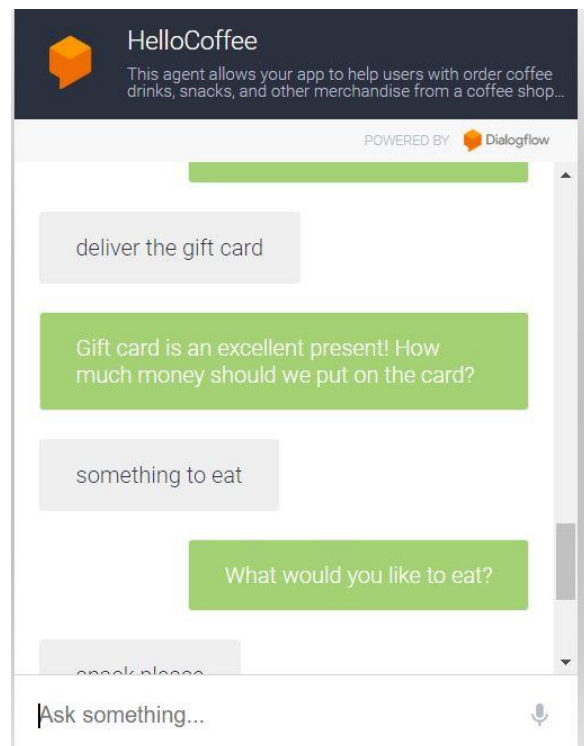 HelloCoffee
This agent allows your app to help users with order coffee
drinks, snacks, and other merchandise from a coffee shop...
POWERED BY Dialogflow
deliver the gift card
Gift card is an excellent present! How
much money should we put on the card?
something to eat
What would you like to eat?
snack please
Ask something...